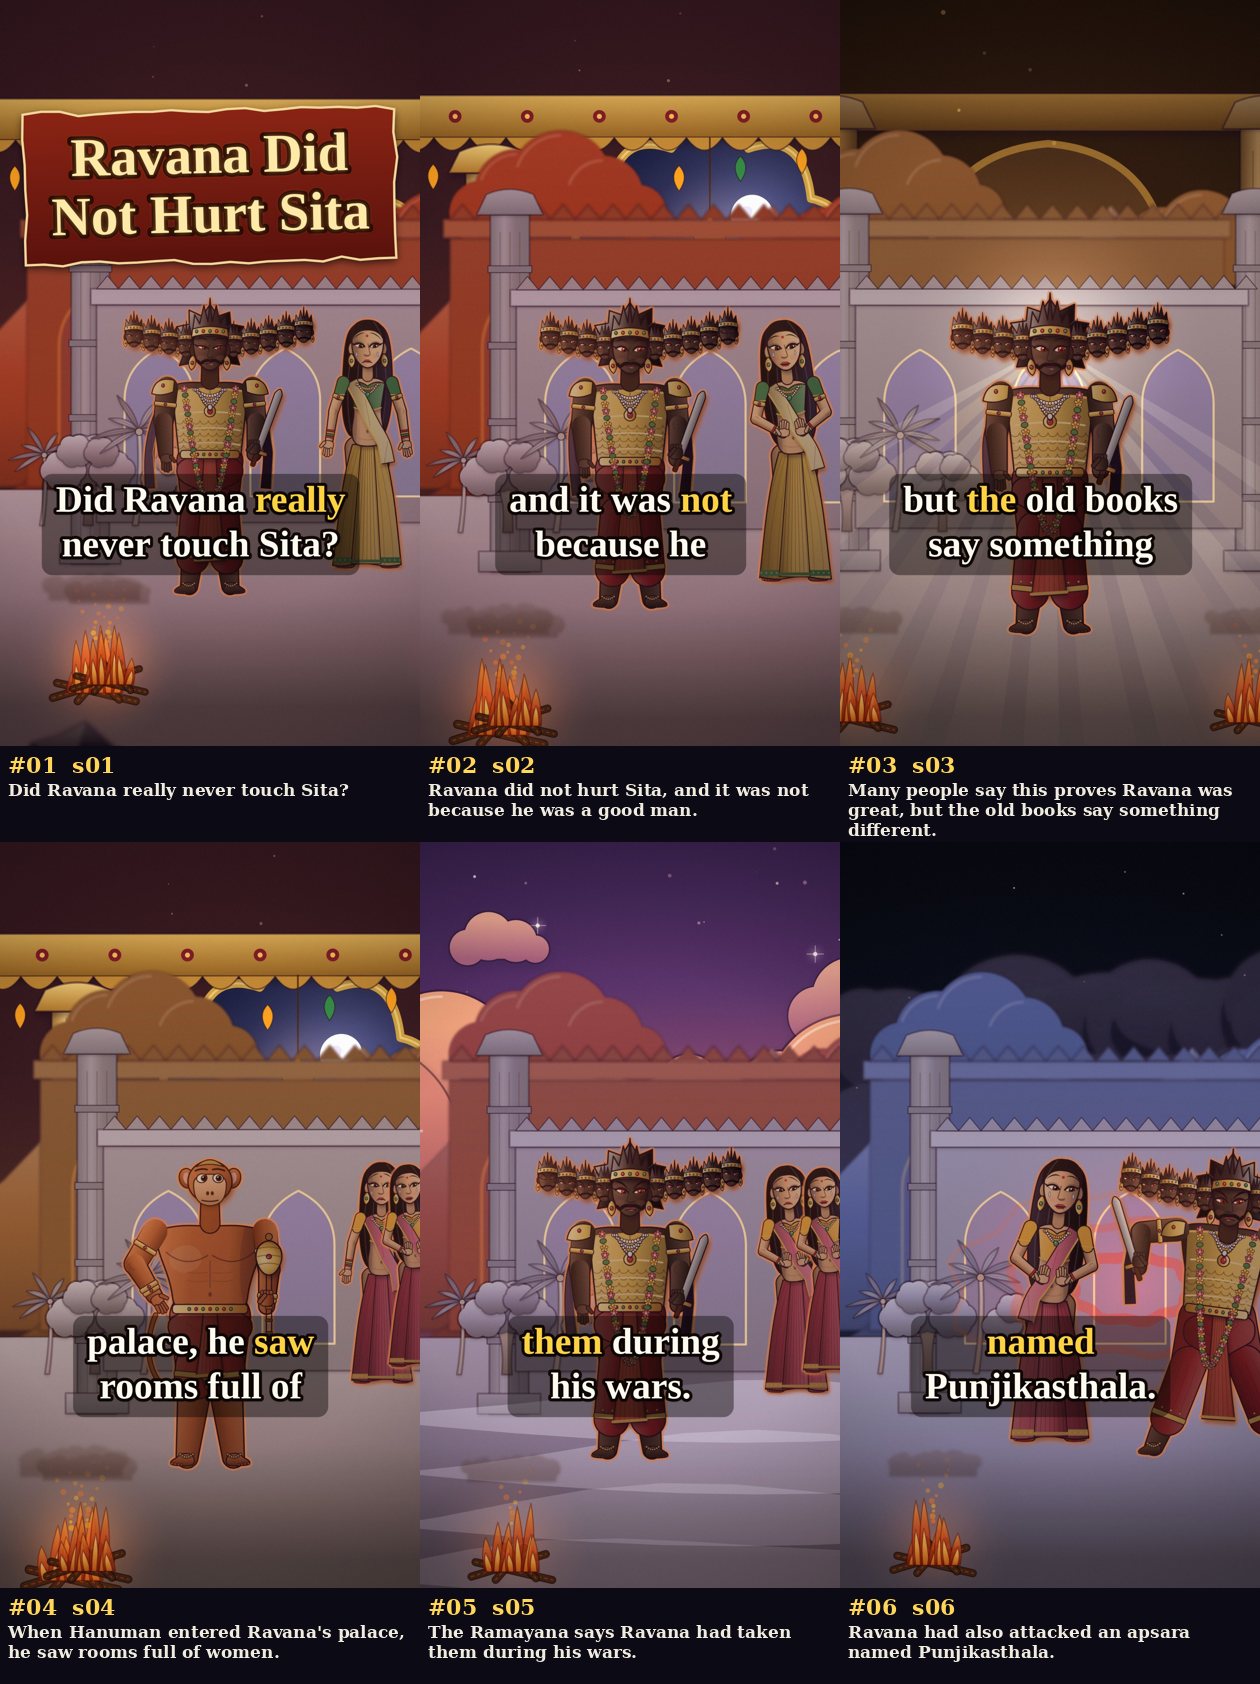 Ravana Did
Not Hurt Sita
Did Ravana really
never touch Sita?
#01 s01
Did Ravana really never touch Sita?
and it was not
because he
#02 s02
Ravana did not hurt Sita, and it was not
because he was a good man.
but the old books
say something
#03 s03
Many people say this proves Ravana was
great, but the old books say something
different.
palace, he saw
rooms full of
#04 s04
When Hanuman entered Ravana's palace,
he saw rooms full of women.
them during
his wars.
#05 s05
The Ramayana says Ravana had taken
them during his wars.
named
Punjikasthala.
#06 s06
Ravana had also attacked an apsara
named Punjikasthala.